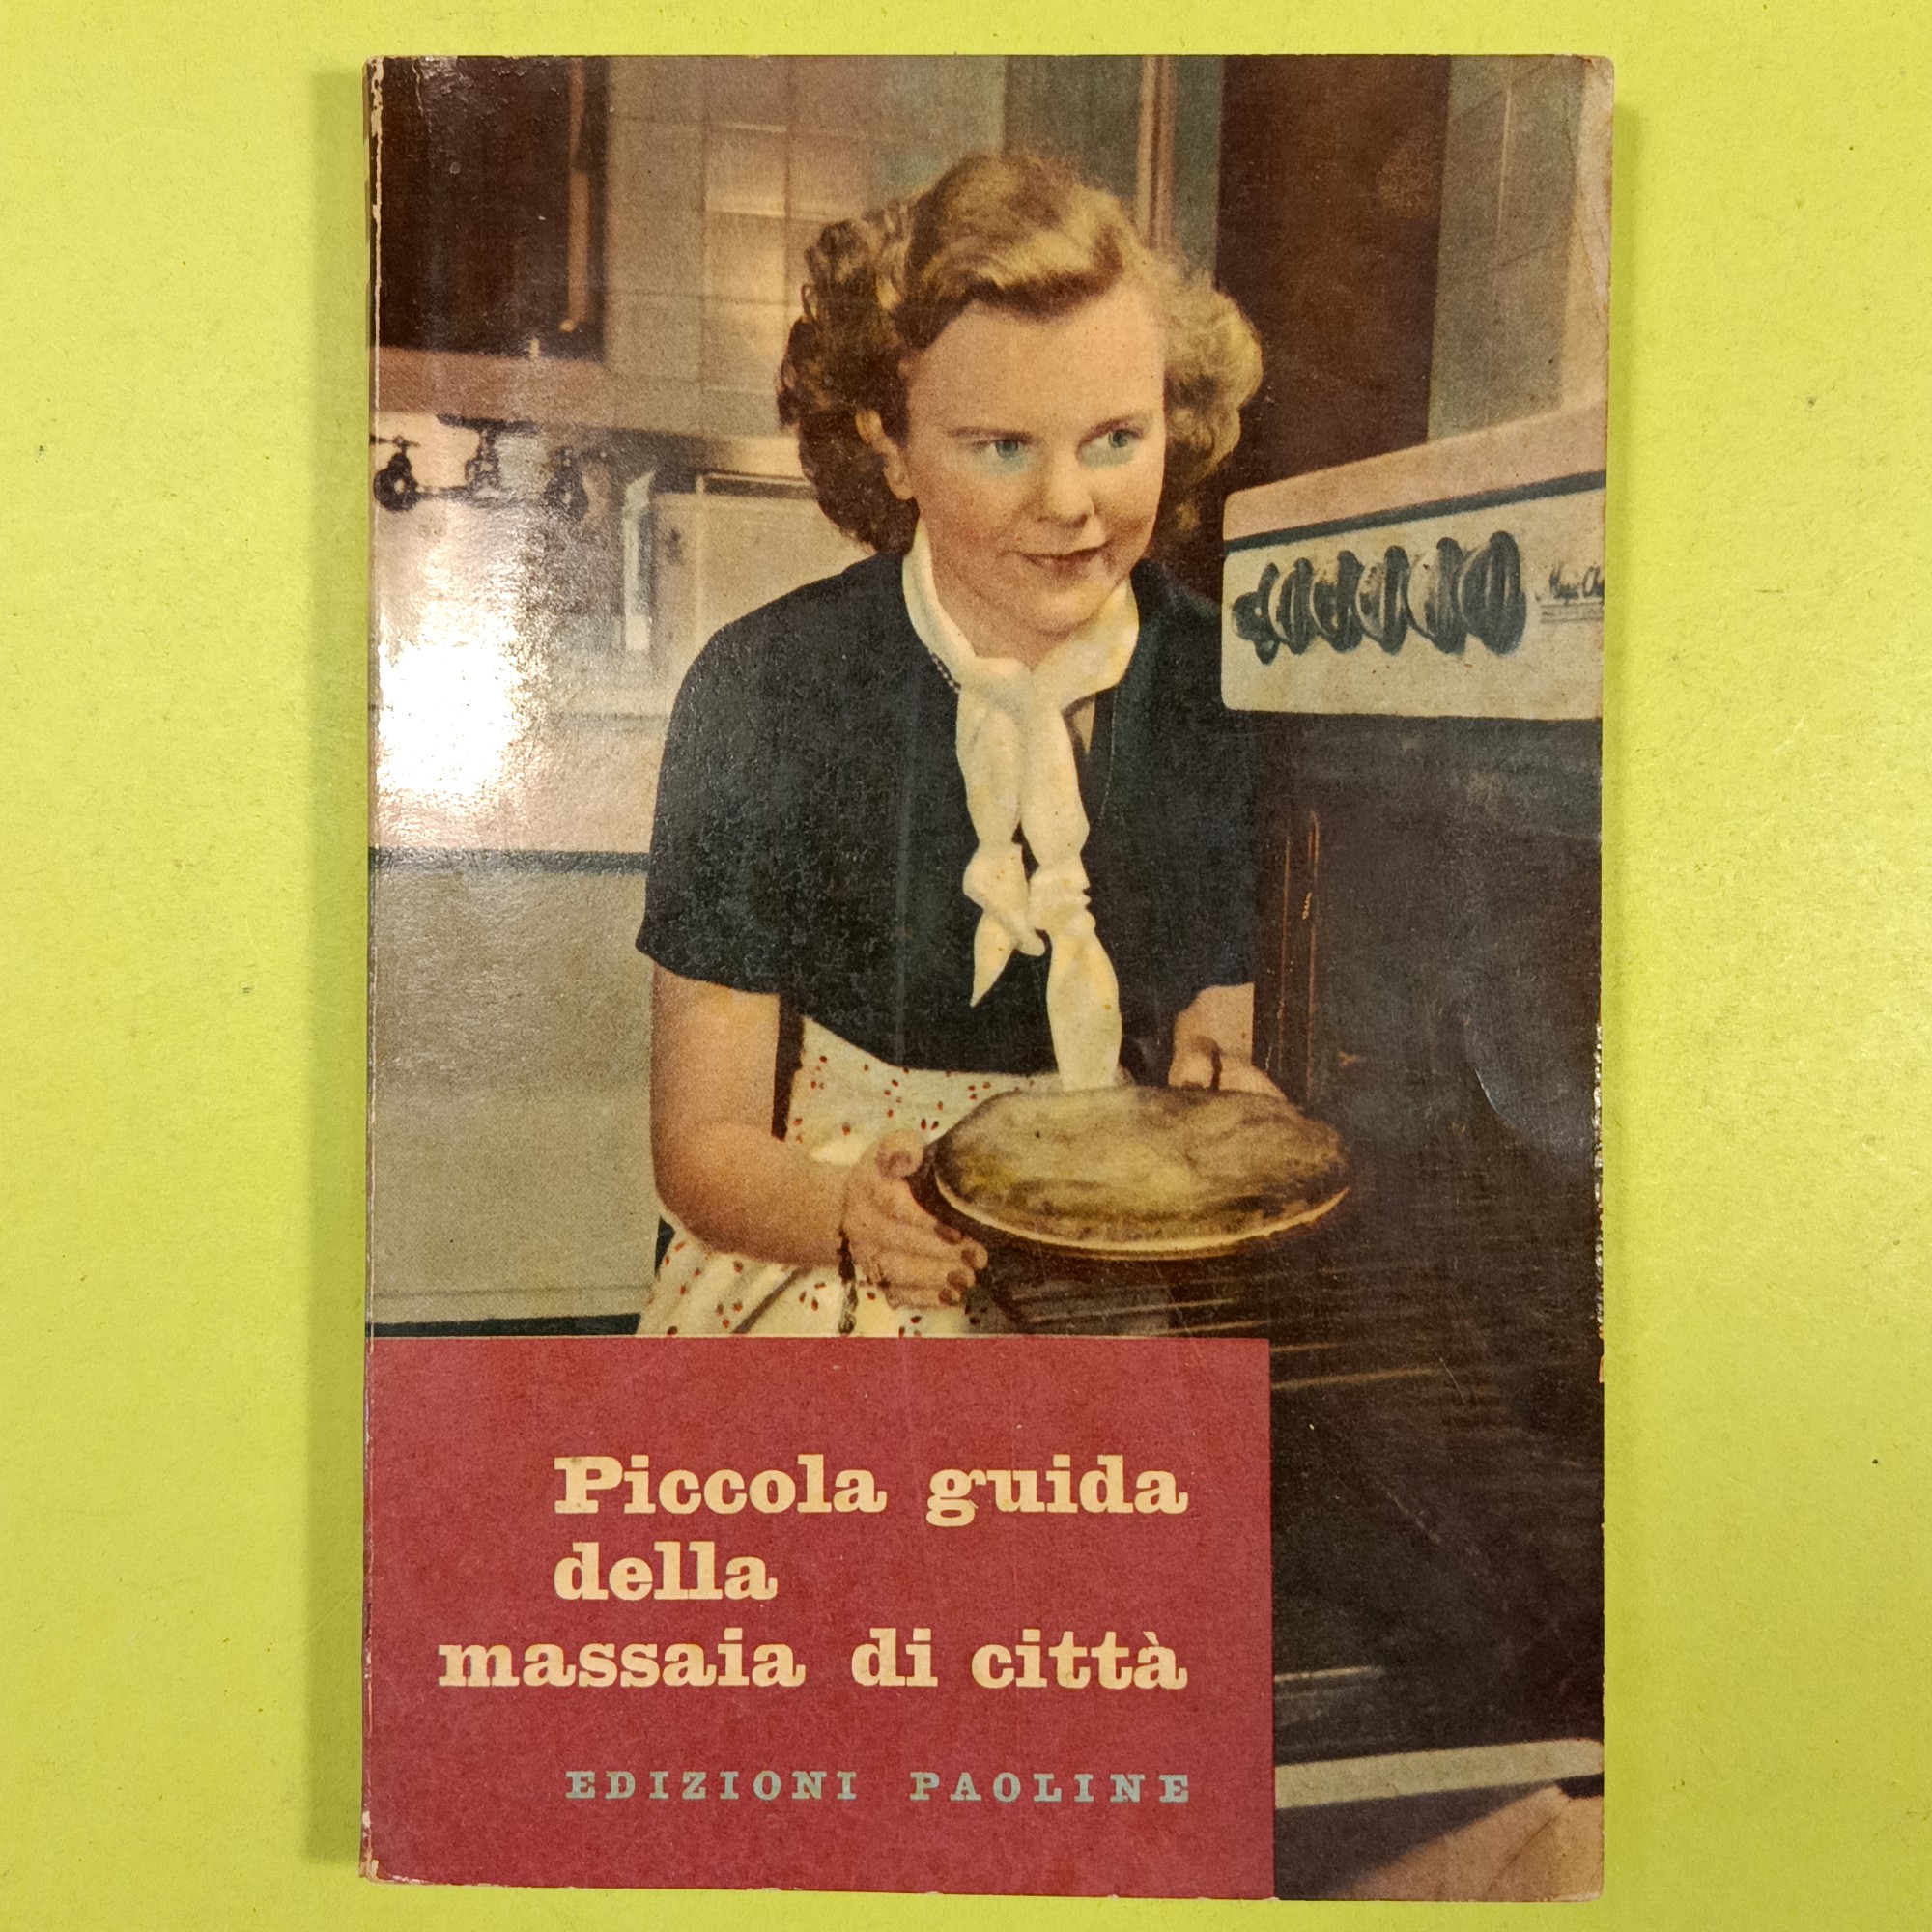 Piccola guida
della
massaia di città
EDIZIONI PAOLINE